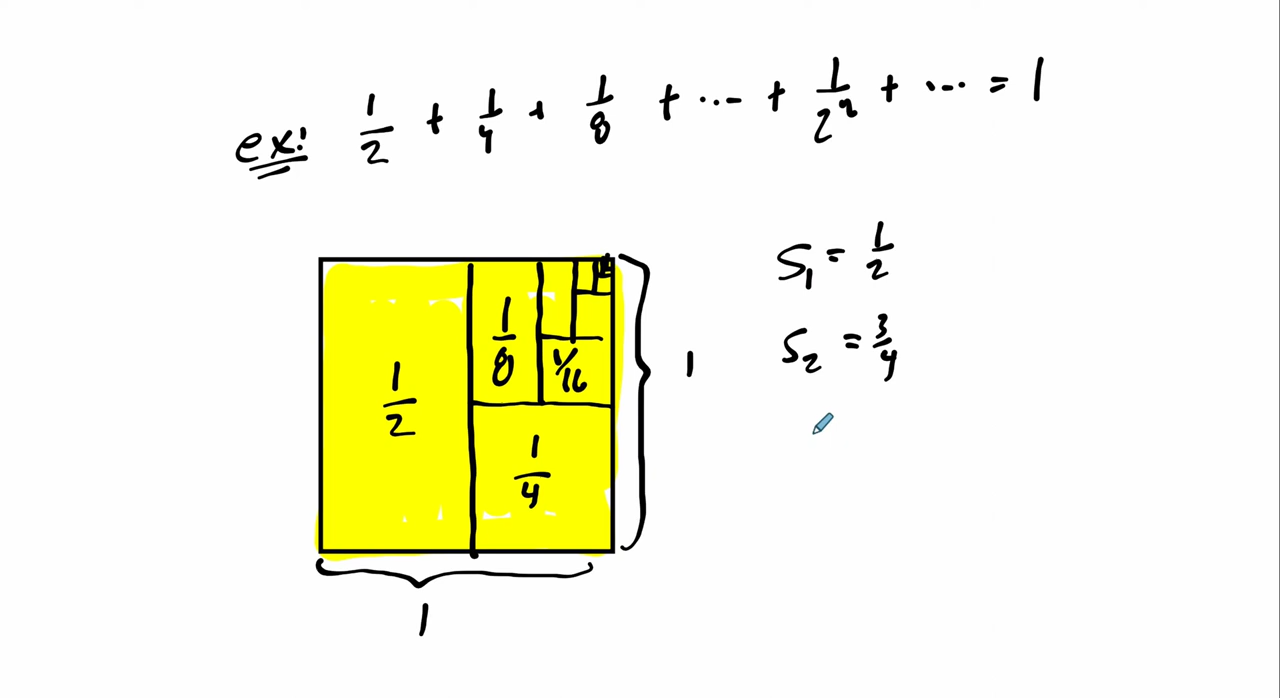 ex! 1/2 + 1/4 + 1/8 + ... + 1/2^n + ... = 1
S₁ = 1/2
1/8
1/16
S₂ = 3/4
1
1/2
1/4
1